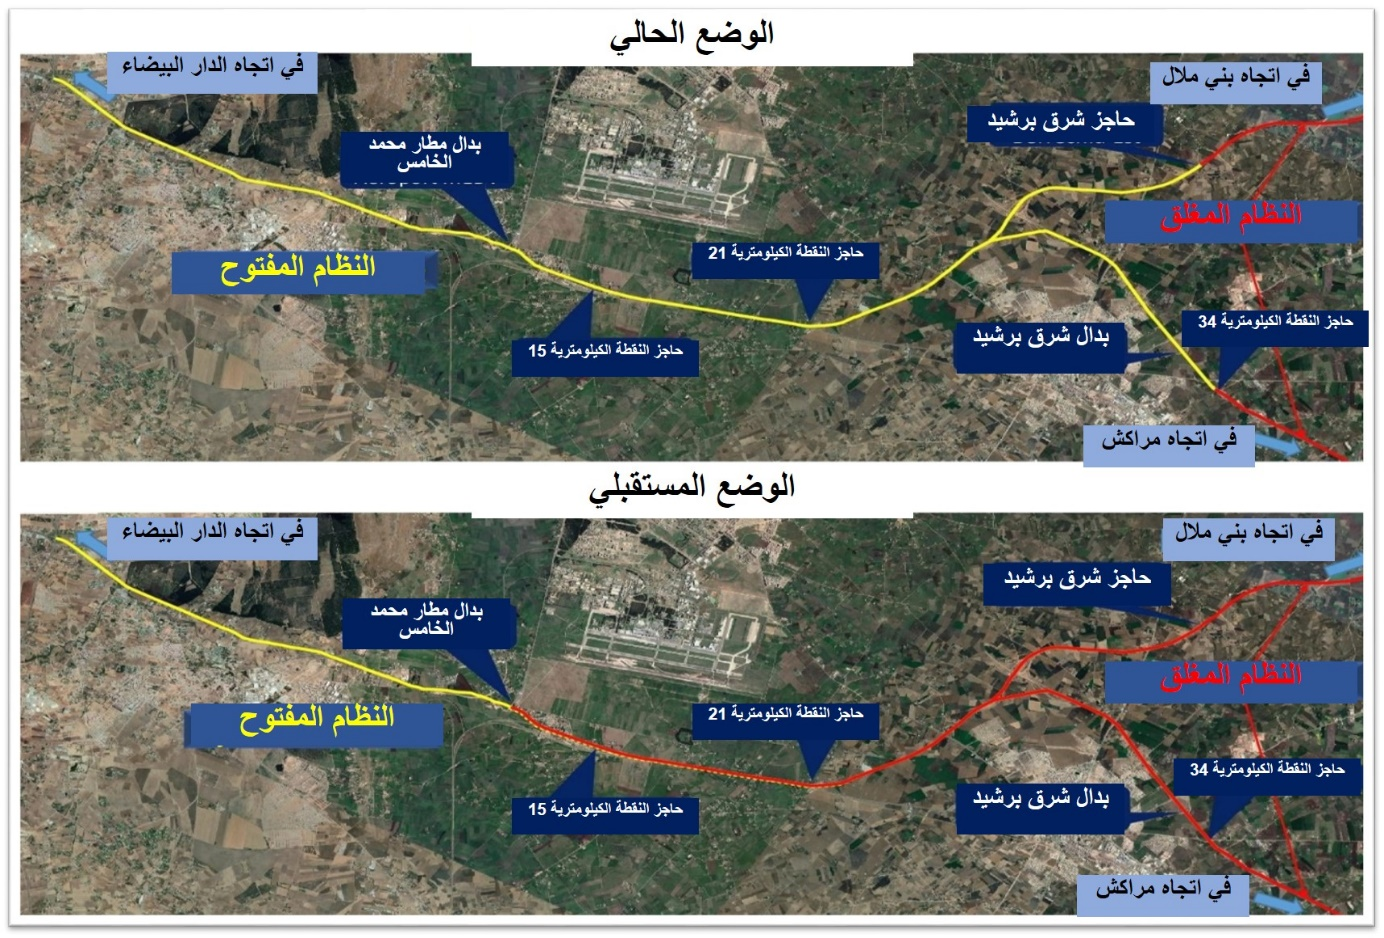 الوضع الحالي
في اتجاه الدار البيضاء
في اتجاه بني ملال
حاجز شرق برشيد
بدال مطار محمد
الخامس
النظام المغلق
حاجز النقطة الكيلومترية 21
النظام المفتوح
حاجز النقطة الكيلومترية 34
بدال شرق برشيد
حاجز النقطة الكيلومترية 15
في اتجاه مراكش
الوضع المستقبلي
في اتجاه الدار البيضاء
في اتجاه بني ملال
حاجز شرق برشيد
بدال مطار محمد
الخامس
النظام المغلق
حاجز النقطة الكيلومترية 21
النظام المفتوح
حاجز النقطة الكيلومترية 34
بدال شرق برشيد
حاجز النقطة الكيلومترية 15
في اتجاه مراكش